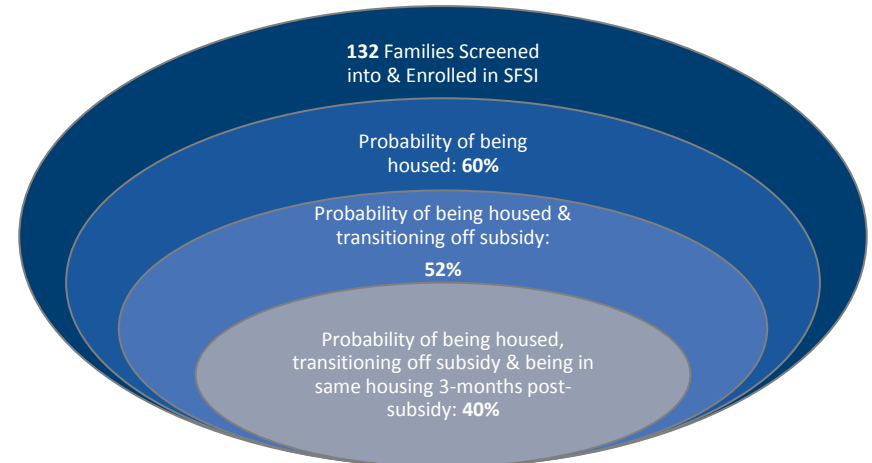 132 Families Screened
into & Enrolled in SFSI
Probability of being
housed: 60%
Probability of being housed &
transitioning off subsidy:
52%
Probability of being housed,
transitioning off subsidy & being in
same housing 3-months post-
subsidy: 40%